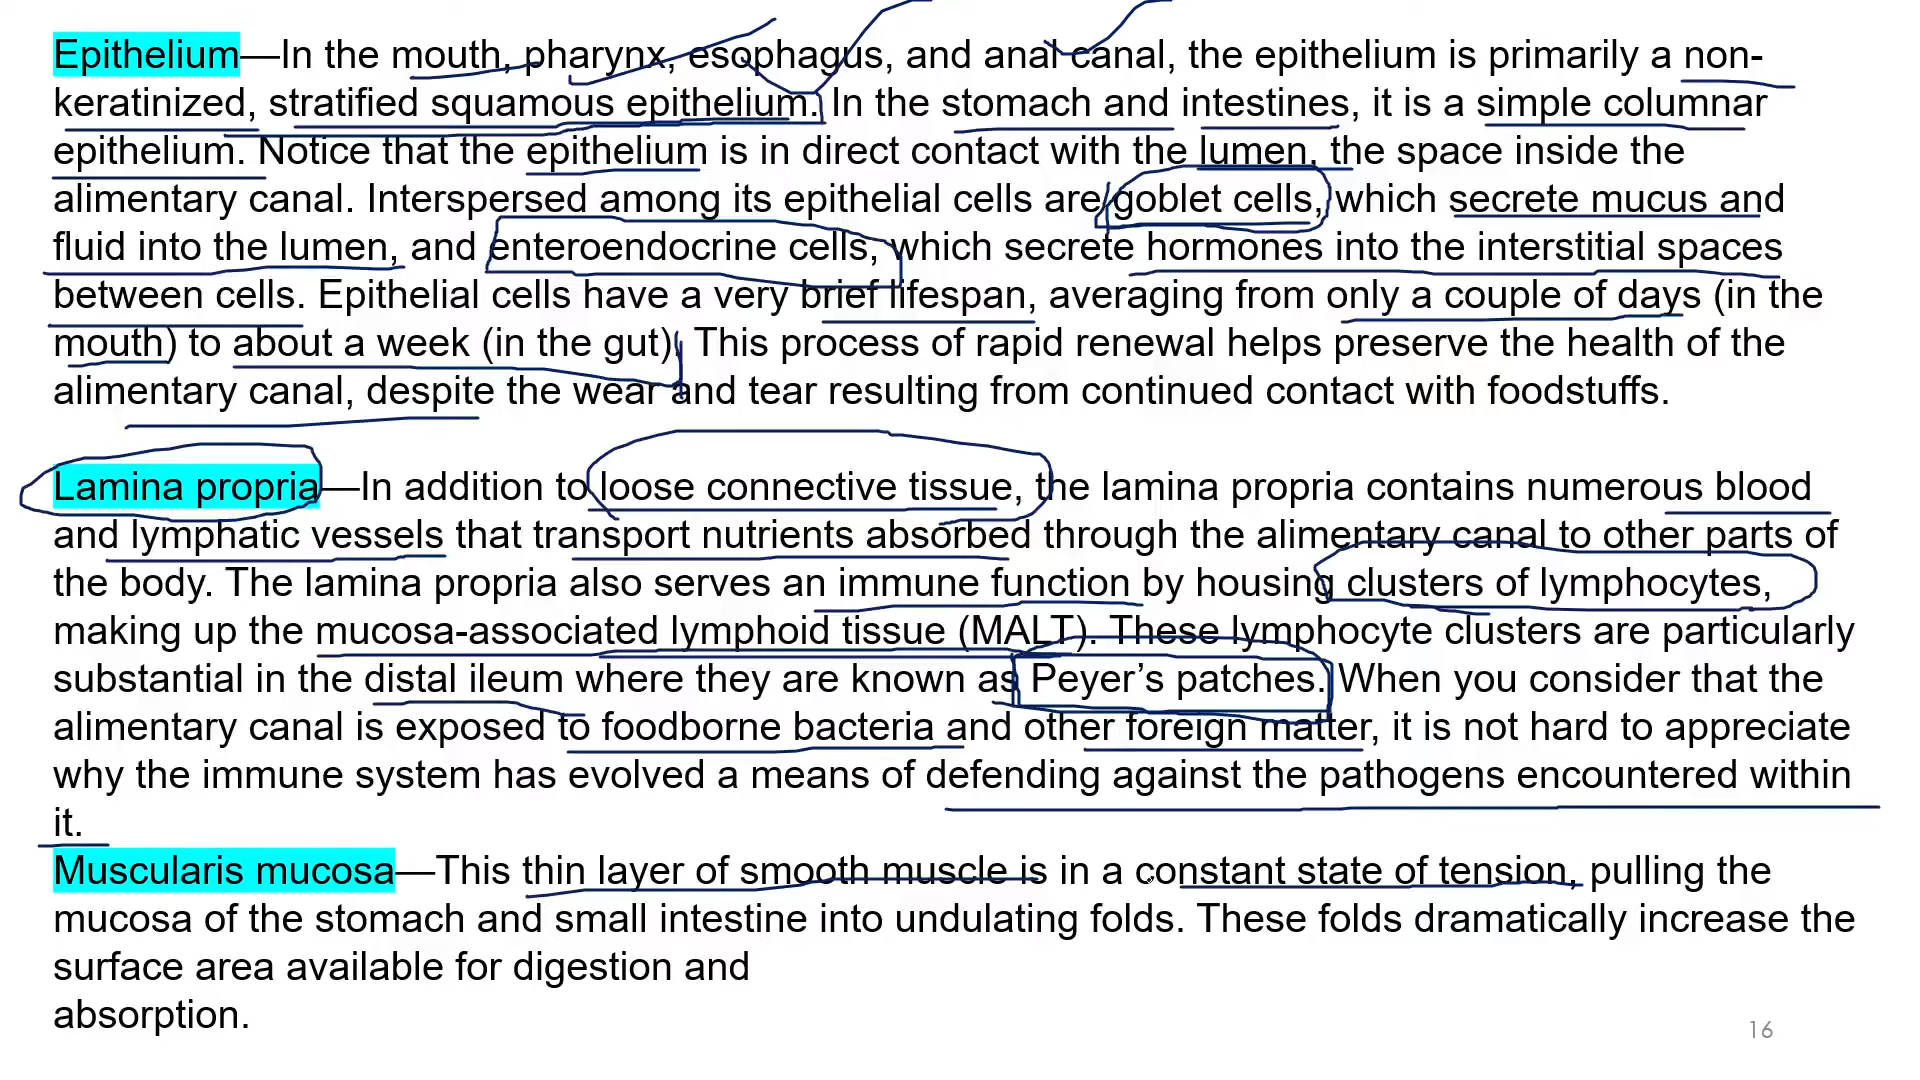 Epithelium—In the mouth, pharynx, esophagus, and anal canal, the epithelium is primarily a non-
keratinized, stratified squamous epithelium. In the stomach and intestines, it is a simple columnar
epithelium. Notice that the epithelium is in direct contact with the lumen, the space inside the
alimentary canal. Interspersed among its epithelial cells are goblet cells, which secrete mucus and
fluid into the lumen, and enteroendocrine cells, which secrete hormones into the interstitial spaces
between cells. Epithelial cells have a very brief lifespan, averaging from only a couple of days (in the
mouth) to about a week (in the gut). This process of rapid renewal helps preserve the health of the
alimentary canal, despite the wear and tear resulting from continued contact with foodstuffs.
Lamina propria—In addition to loose connective tissue, the lamina propria contains numerous blood
and lymphatic vessels that transport nutrients absorbed through the alimentary canal to other parts of
the body. The lamina propria also serves an immune function by housing clusters of lymphocytes,
making up the mucosa-associated lymphoid tissue (MALT). These lymphocyte clusters are particularly
substantial in the distal ileum where they are known as Peyer’s patches. When you consider that the
alimentary canal is exposed to foodborne bacteria and other foreign matter, it is not hard to appreciate
why the immune system has evolved a means of defending against the pathogens encountered within
it.
Muscularis mucosa—This thin layer of smooth muscle is in a constant state of tension, pulling the
mucosa of the stomach and small intestine into undulating folds. These folds dramatically increase the
surface area available for digestion and
absorption.
16